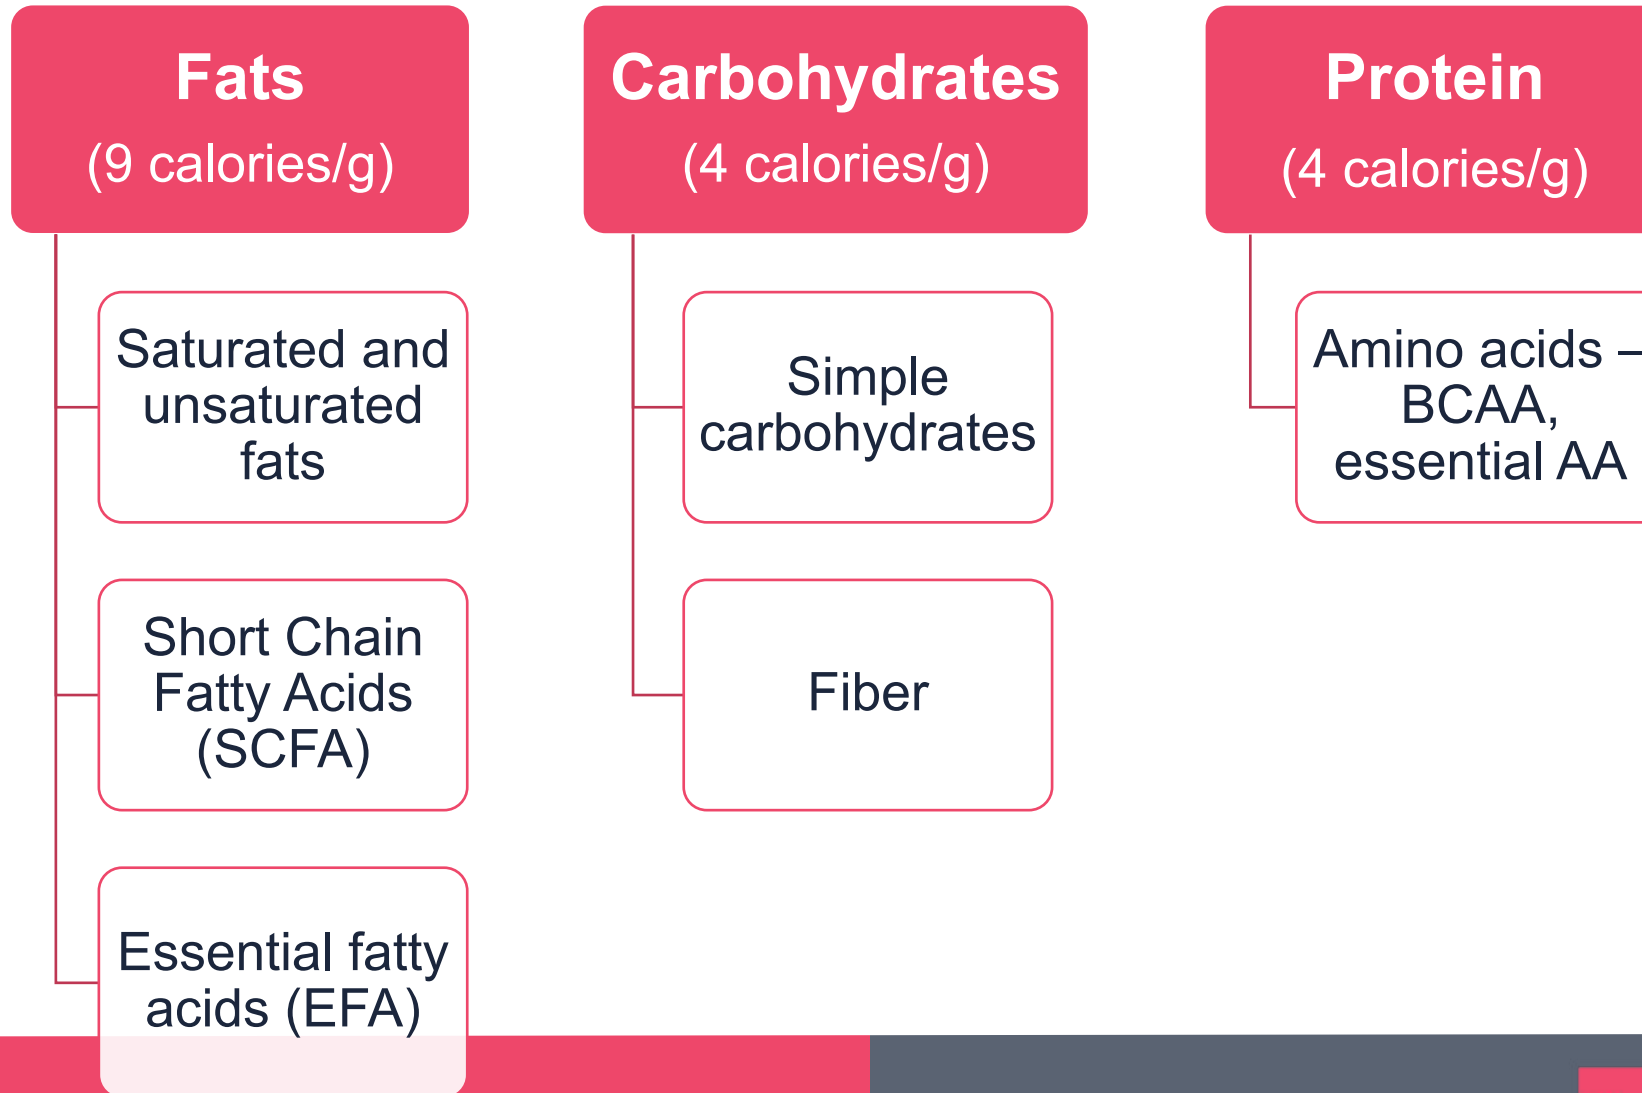 Fats
(9 calories/g)
Saturated and
unsaturated
fats
Short Chain
Fatty Acids
(SCFA)
Essential fatty
acids (EFA)
Carbohydrates
(4 calories/g)
Simple
carbohydrates
Fiber
Protein
(4 calories/g)
Amino acids –
BCAA,
essential AA